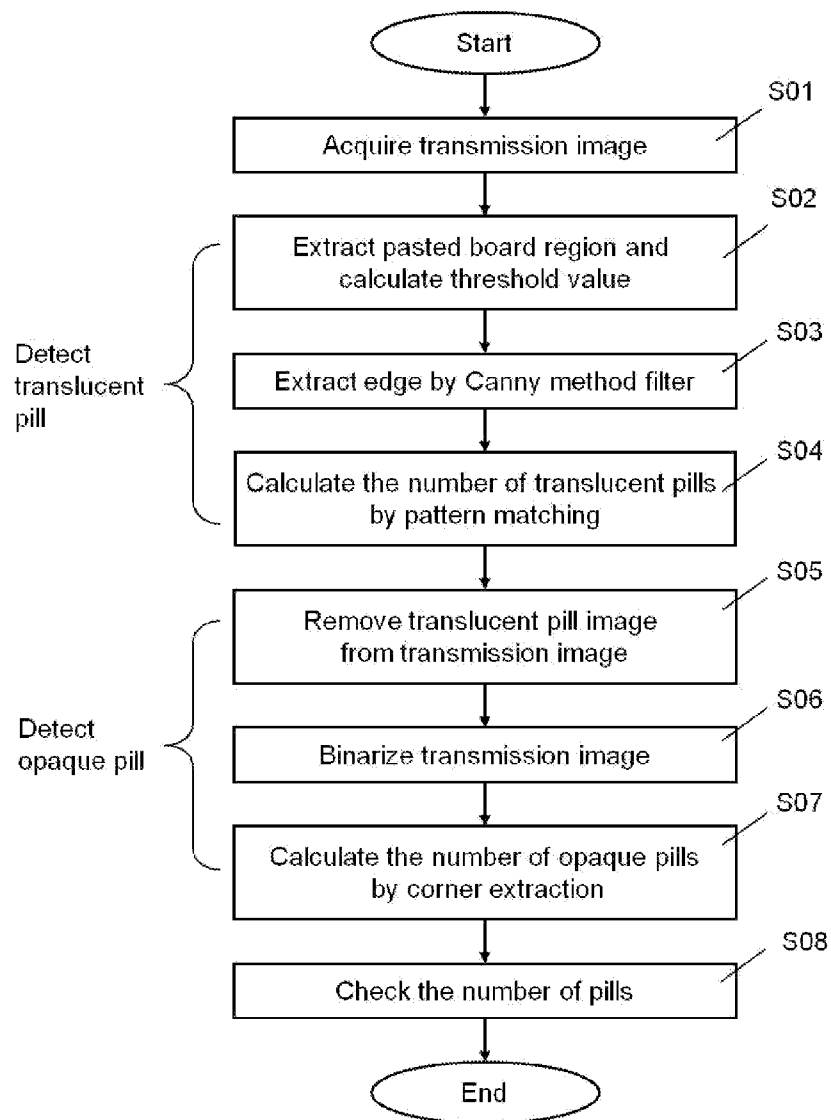 Start
S01
Acquire transmission image
S02
Extract pasted board region and
calculate threshold value
Detect
translucent
pill
S03
Extract edge by Canny method filter
S04
Calculate the number of translucent pills
by pattern matching
S05
Remove translucent pill image
from transmission image
Detect
opaque pill
S06
Binarize transmission image
S07
Calculate the number of opaque pills
by corner extraction
S08
Check the number of pills
End